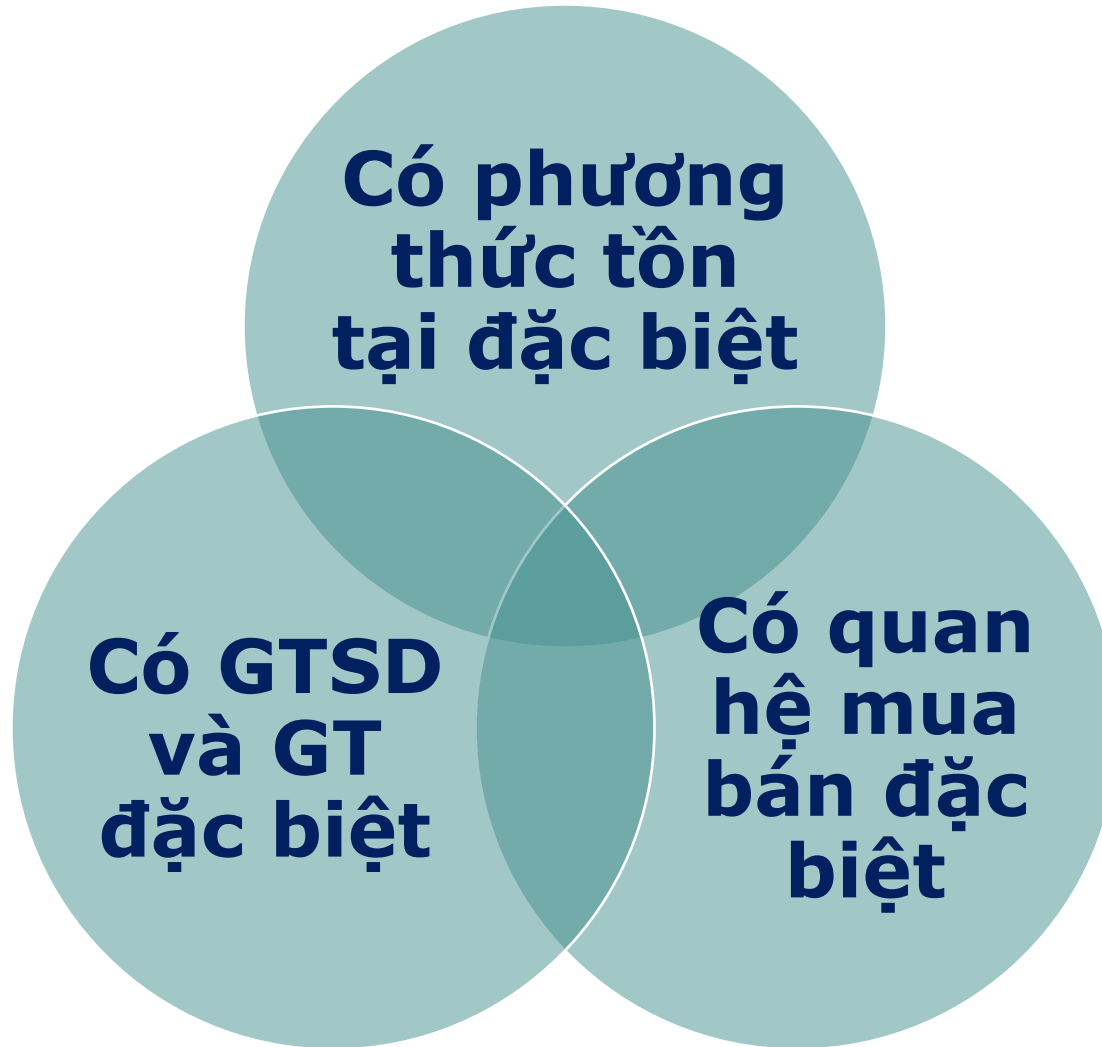 Có phương
thức tồn
tại đặc biệt
Có GTSD
và GT
đặc biệt
Có quan
hệ mua
bán đặc
biệt